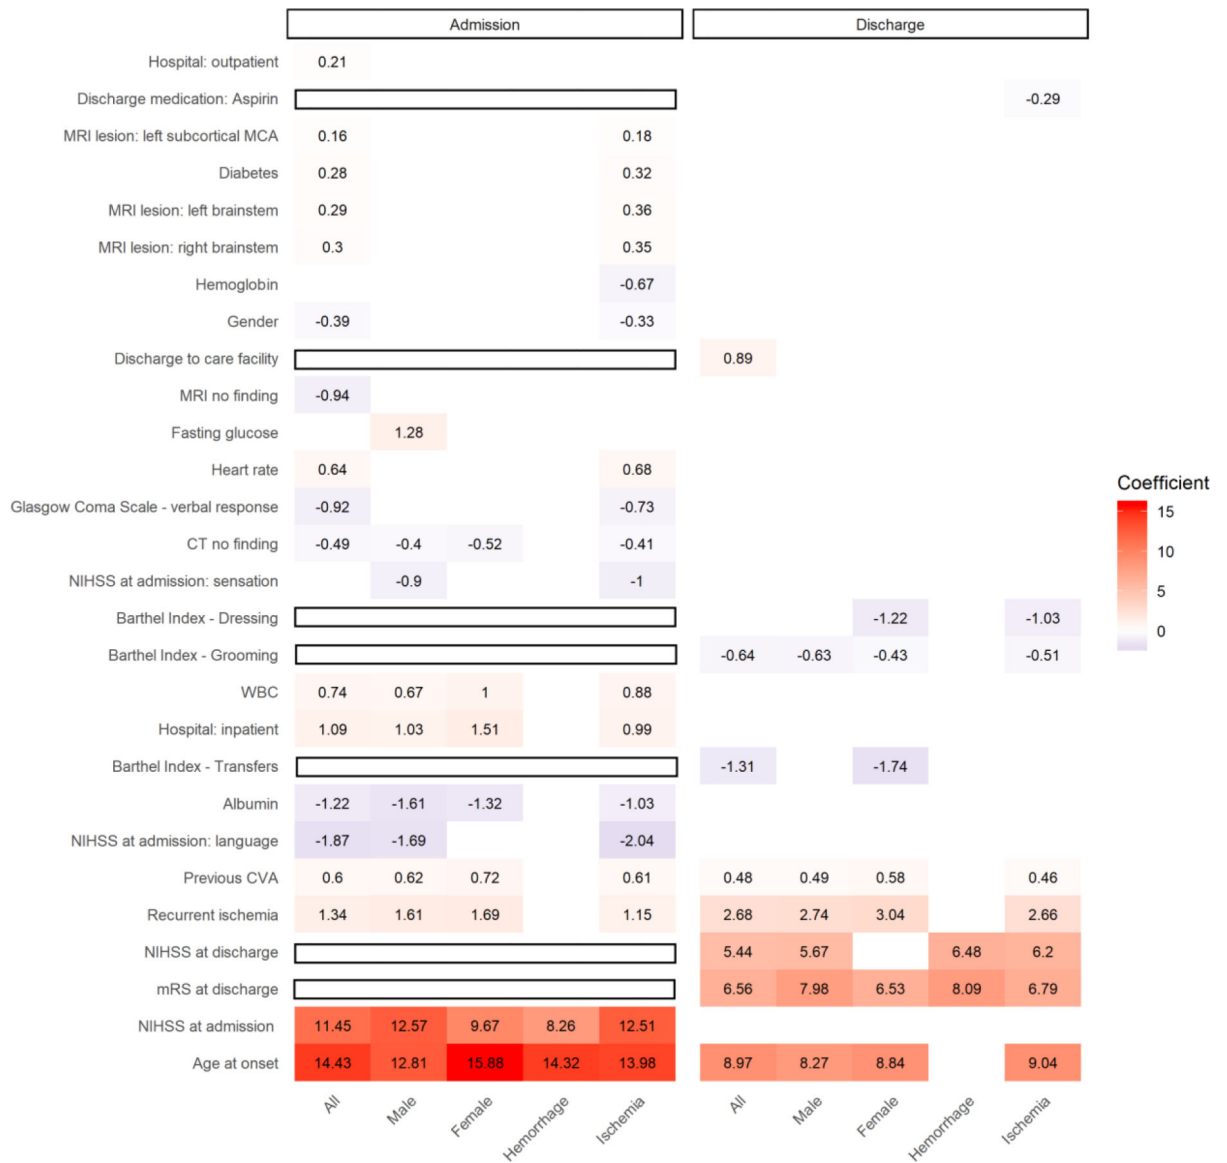 Admission Discharge
Hospital: outpatient 0.21
Discharge medication: Aspirin -0.29
MRI lesion: left subcortical MCA 0.16 0.18
Diabetes 0.28 0.32
MRI lesion: left brainstem 0.29 0.36
MRI lesion: right brainstem 0.3 0.35
Hemoglobin -0.67
Gender -0.39 -0.33
Discharge to care facility 0.89
MRI no finding -0.94
Fasting glucose 1.28
Heart rate 0.64 0.68
Glasgow Coma Scale - verbal response -0.92 -0.73
CT no finding -0.49 -0.4 -0.52 -0.41
NIHSS at admission: sensation -0.9 -1
Barthel Index - Dressing -1.22 -1.03
Barthel Index - Grooming -0.64 -0.63 -0.43 -0.51
WBC 0.74 0.67 1 0.88
Hospital: inpatient 1.09 1.03 1.51 0.99
Barthel Index - Transfers -1.31 -1.74
Albumin -1.22 -1.61 -1.32 -1.03
NIHSS at admission: language -1.87 -1.69 -2.04
Previous CVA 0.6 0.62 0.72 0.61 0.48 0.49 0.58 0.46
Recurrent ischemia 1.34 1.61 1.69 1.15 2.68 2.74 3.04 2.66
NIHSS at discharge 5.44 5.67 6.48 6.2
mRS at discharge 6.56 7.98 6.53 8.09 6.79
NIHSS at admission 11.45 12.57 9.67 8.26 12.51
Age at onset 14.43 12.81 15.88 14.32 13.98 8.97 8.27 8.84 9.04
All Male Female Hemorrhage Ischemia All Male Female Hemorrhage Ischemia
Coefficient
15
10
5
0